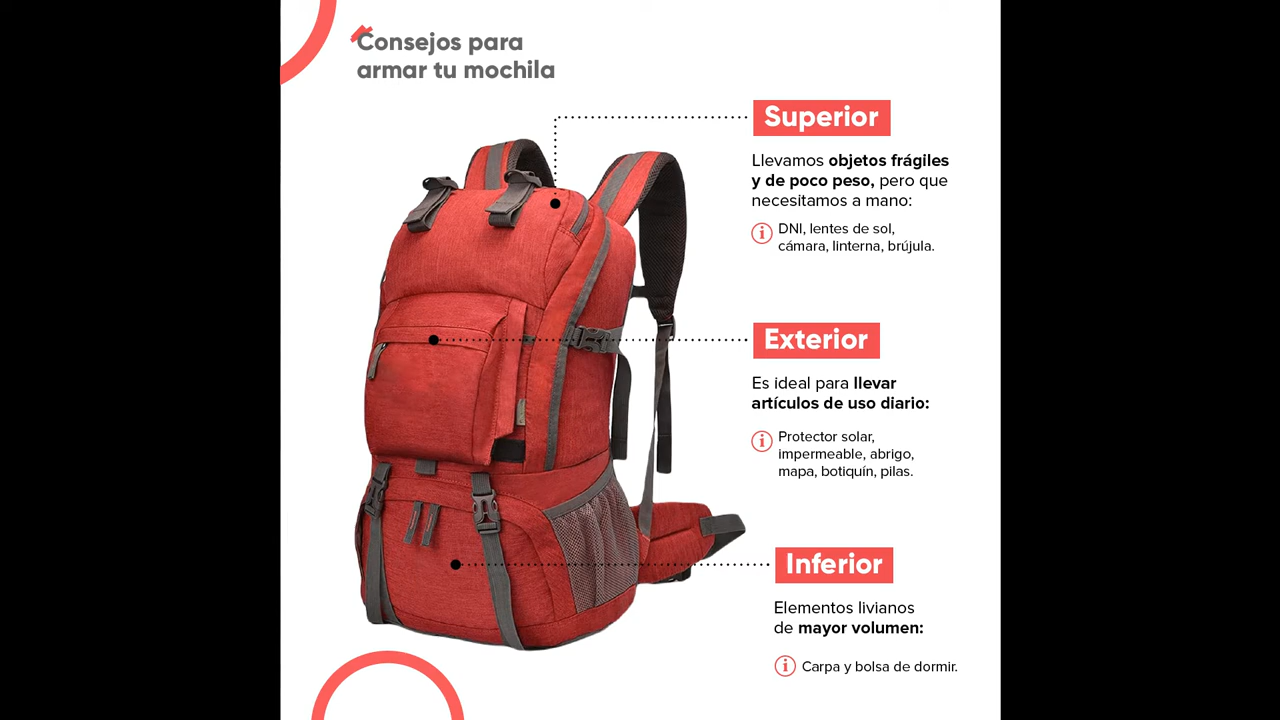 Consejos para
armar tu mochila
Superior
Llevamos objetos frágiles
y de poco peso, pero que
necesitamos a mano:
DNI, lentes de sol,
cámara, linterna, brújula.
Exterior
Es ideal para llevar
artículos de uso diario:
Protector solar,
impermeable, abrigo,
mapa, botiquín, pilas.
Inferior
Elementos livianos
de mayor volumen:
Carpa y bolsa de dormir.